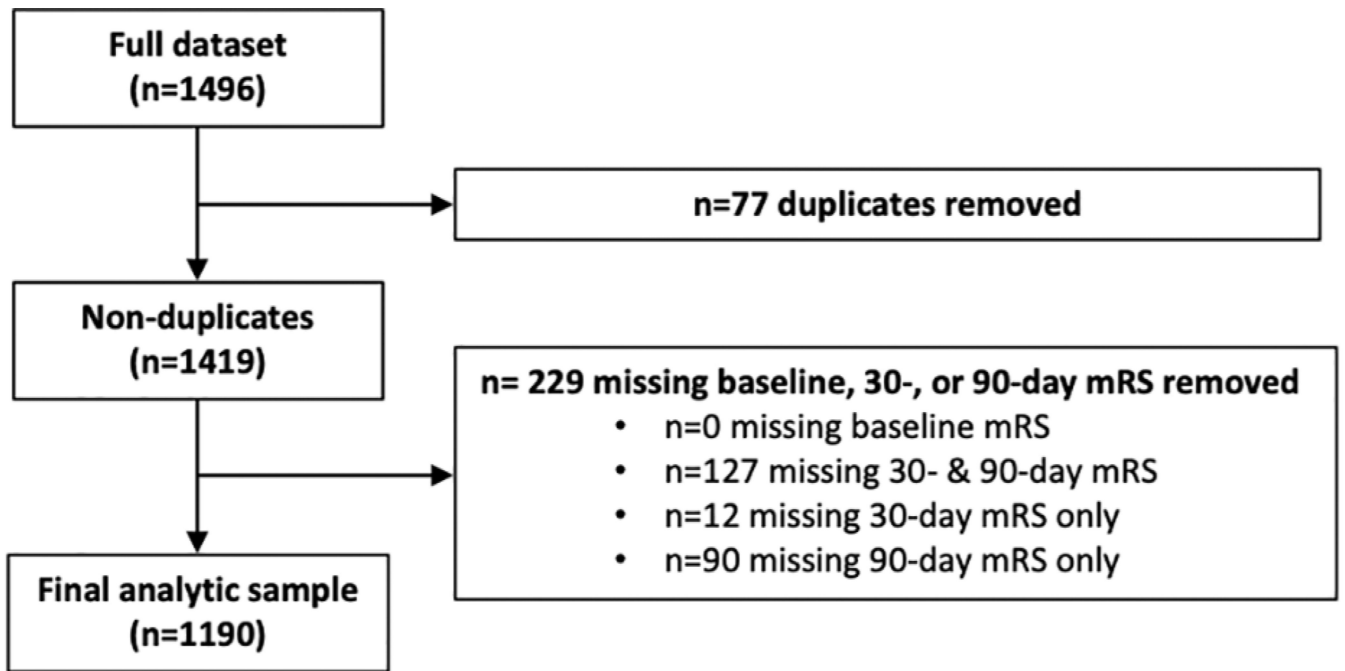 Full dataset
(n=1496)
n=77 duplicates removed
Non-duplicates
(n=1419)
n= 229 missing baseline, 30-, or 90-day mRS removed
• n=0 missing baseline mRS
• n=127 missing 30- & 90-day mRS
• n=12 missing 30-day mRS only
• n=90 missing 90-day mRS only
Final analytic sample
(n=1190)